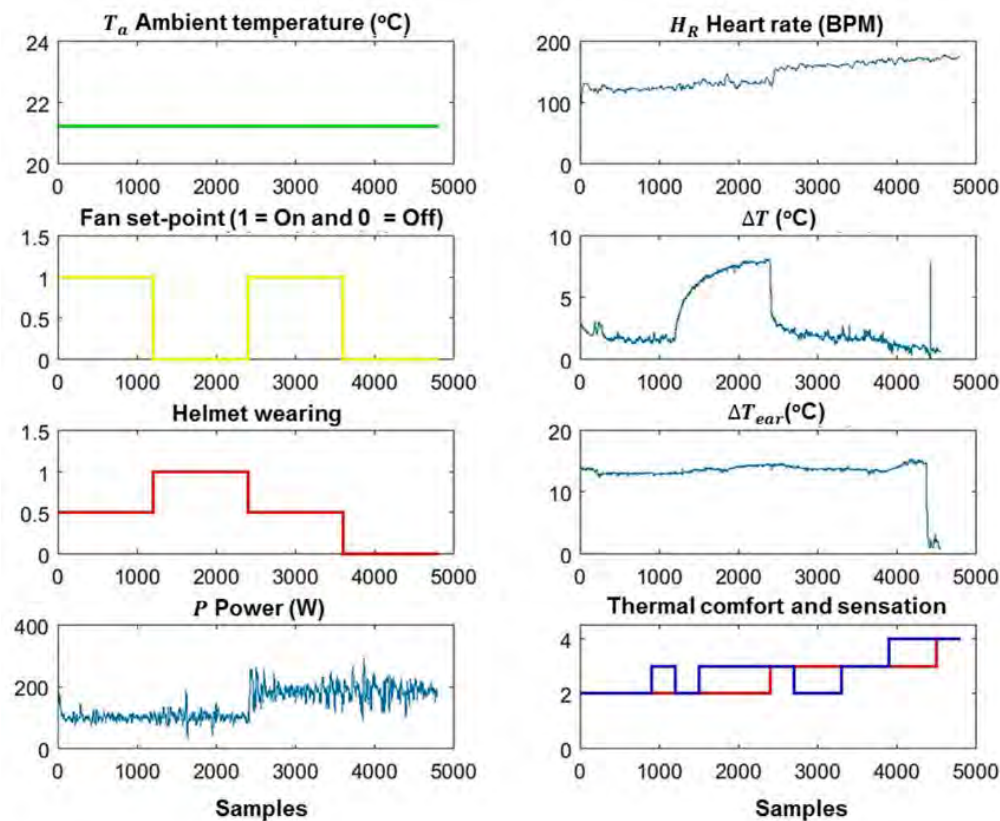 𝑇𝑎 Ambient temperature (ºC)
24
22
20
0 1000 2000 3000 4000 5000
𝐻𝑅 Heart rate (BPM)
200
100
0
0 1000 2000 3000 4000 5000
Fan set-point (1 = On and 0 = Off)
1.5
1
0.5
0
0 1000 2000 3000 4000 5000
Δ𝑇 (ºC)
10
5
0
0 1000 2000 3000 4000 5000
Helmet wearing
1.5
1
0.5
0
0 1000 2000 3000 4000 5000
Δ𝑇𝑒𝑎𝑟(ºC)
20
10
0
0 1000 2000 3000 4000 5000
𝑃 Power (W)
400
200
0
0 1000 2000 3000 4000 5000
Samples
Thermal comfort and sensation
4
2
0
0 1000 2000 3000 4000 5000
Samples